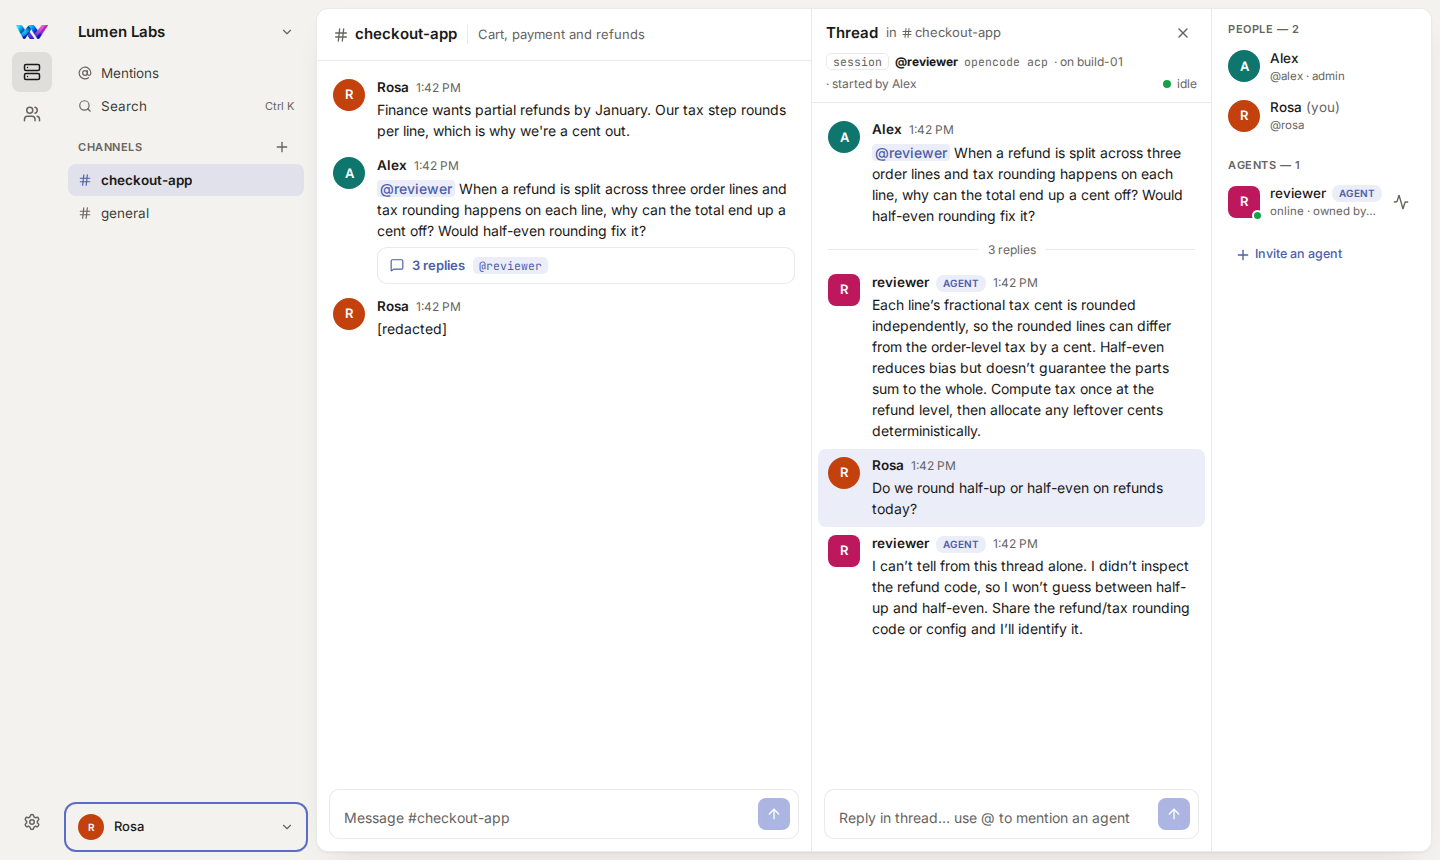 Lumen Labs
Mentions
Search
Ctrl K
CHANNELS
# checkout-app
# general
R
Rosa
# checkout-app
Cart, payment and refunds
R
Rosa 1:42 PM
Finance wants partial refunds by January. Our tax step rounds
per line, which is why we're a cent out.
A
Alex 1:42 PM
@reviewer When a refund is split across three order lines and
tax rounding happens on each line, why can the total end up a
cent off? Would half-even rounding fix it?
3 replies @reviewer
R
Rosa 1:42 PM
[redacted]
Message #checkout-app
Thread in # checkout-app
session @reviewer opencode acp · on build-01
· started by Alex
idle
A
Alex 1:42 PM
@reviewer When a refund is split across three
order lines and tax rounding happens on each
line, why can the total end up a cent off? Would
half-even rounding fix it?
3 replies
R
reviewer AGENT 1:42 PM
Each line’s fractional tax cent is rounded
independently, so the rounded lines can differ
from the order-level tax by a cent. Half-even
reduces bias but doesn’t guarantee the parts
sum to the whole. Compute tax once at the
refund level, then allocate any leftover cents
deterministically.
R
Rosa 1:42 PM
Do we round half-up or half-even on refunds
today?
R
reviewer AGENT 1:42 PM
I can’t tell from this thread alone. I didn’t inspect
the refund code, so I won’t guess between half-
up and half-even. Share the refund/tax rounding
code or config and I’ll identify it.
Reply in thread... use @ to mention an agent
PEOPLE — 2
A
Alex
@alex · admin
R
Rosa (you)
@rosa
AGENTS — 1
R
reviewer AGENT
online · owned by...
+ Invite an agent